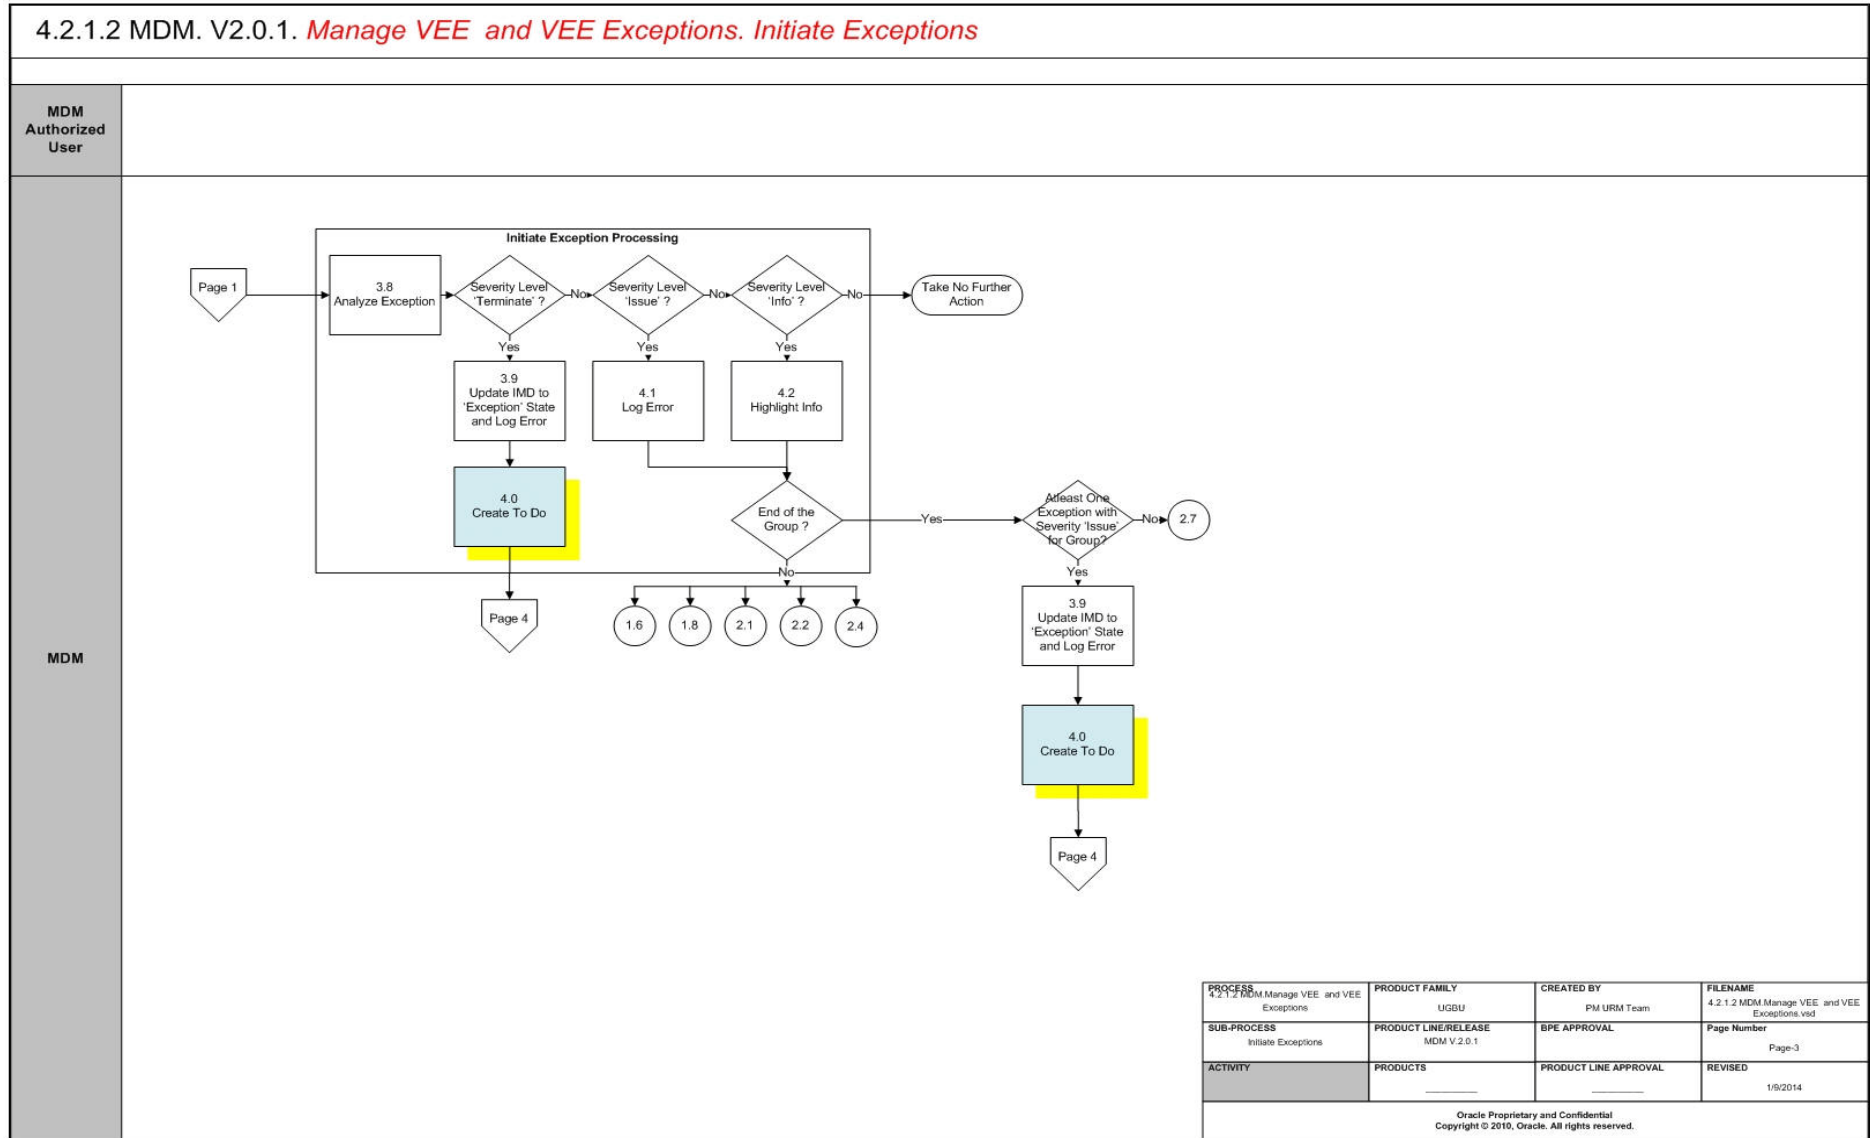 4.2.1.2 MDM. V2.0.1. Manage VEE and VEE Exceptions. Initiate Exceptions
MDM
Authorized
User
MDM
Initiate Exception Processing
Page 1
3.8
Analyze Exception
Severity Level
'Terminate' ?
No
Severity Level
'Issue' ?
No
Severity Level
'Info' ?
No
Take No Further
Action
Yes
Yes
Yes
3.9
Update IMD to
'Exception' State
and Log Error
4.1
Log Error
4.2
Highlight Info
4.0
Create To Do
End of the
Group ?
Yes
Atleast One
Exception with
Severity 'Issue'
for Group?
No
2.7
No
Yes
Page 4
1.6
1.8
2.1
2.2
2.4
3.9
Update IMD to
'Exception' State
and Log Error
4.0
Create To Do
Page 4
PROCESS
4.2.1.2 MDM.Manage VEE and VEE
Exceptions
PRODUCT FAMILY
UGBU
CREATED BY
PM URM Team
FILENAME
4.2.1.2 MDM.Manage VEE and VEE
Exceptions.vsd
SUB-PROCESS
Initiate Exceptions
PRODUCT LINE/RELEASE
MDM V.2.0.1
BPE APPROVAL
Page Number
Page-3
ACTIVITY
PRODUCTS
PRODUCT LINE APPROVAL
REVISED
1/9/2014
Oracle Proprietary and Confidential
Copyright © 2010, Oracle. All rights reserved.